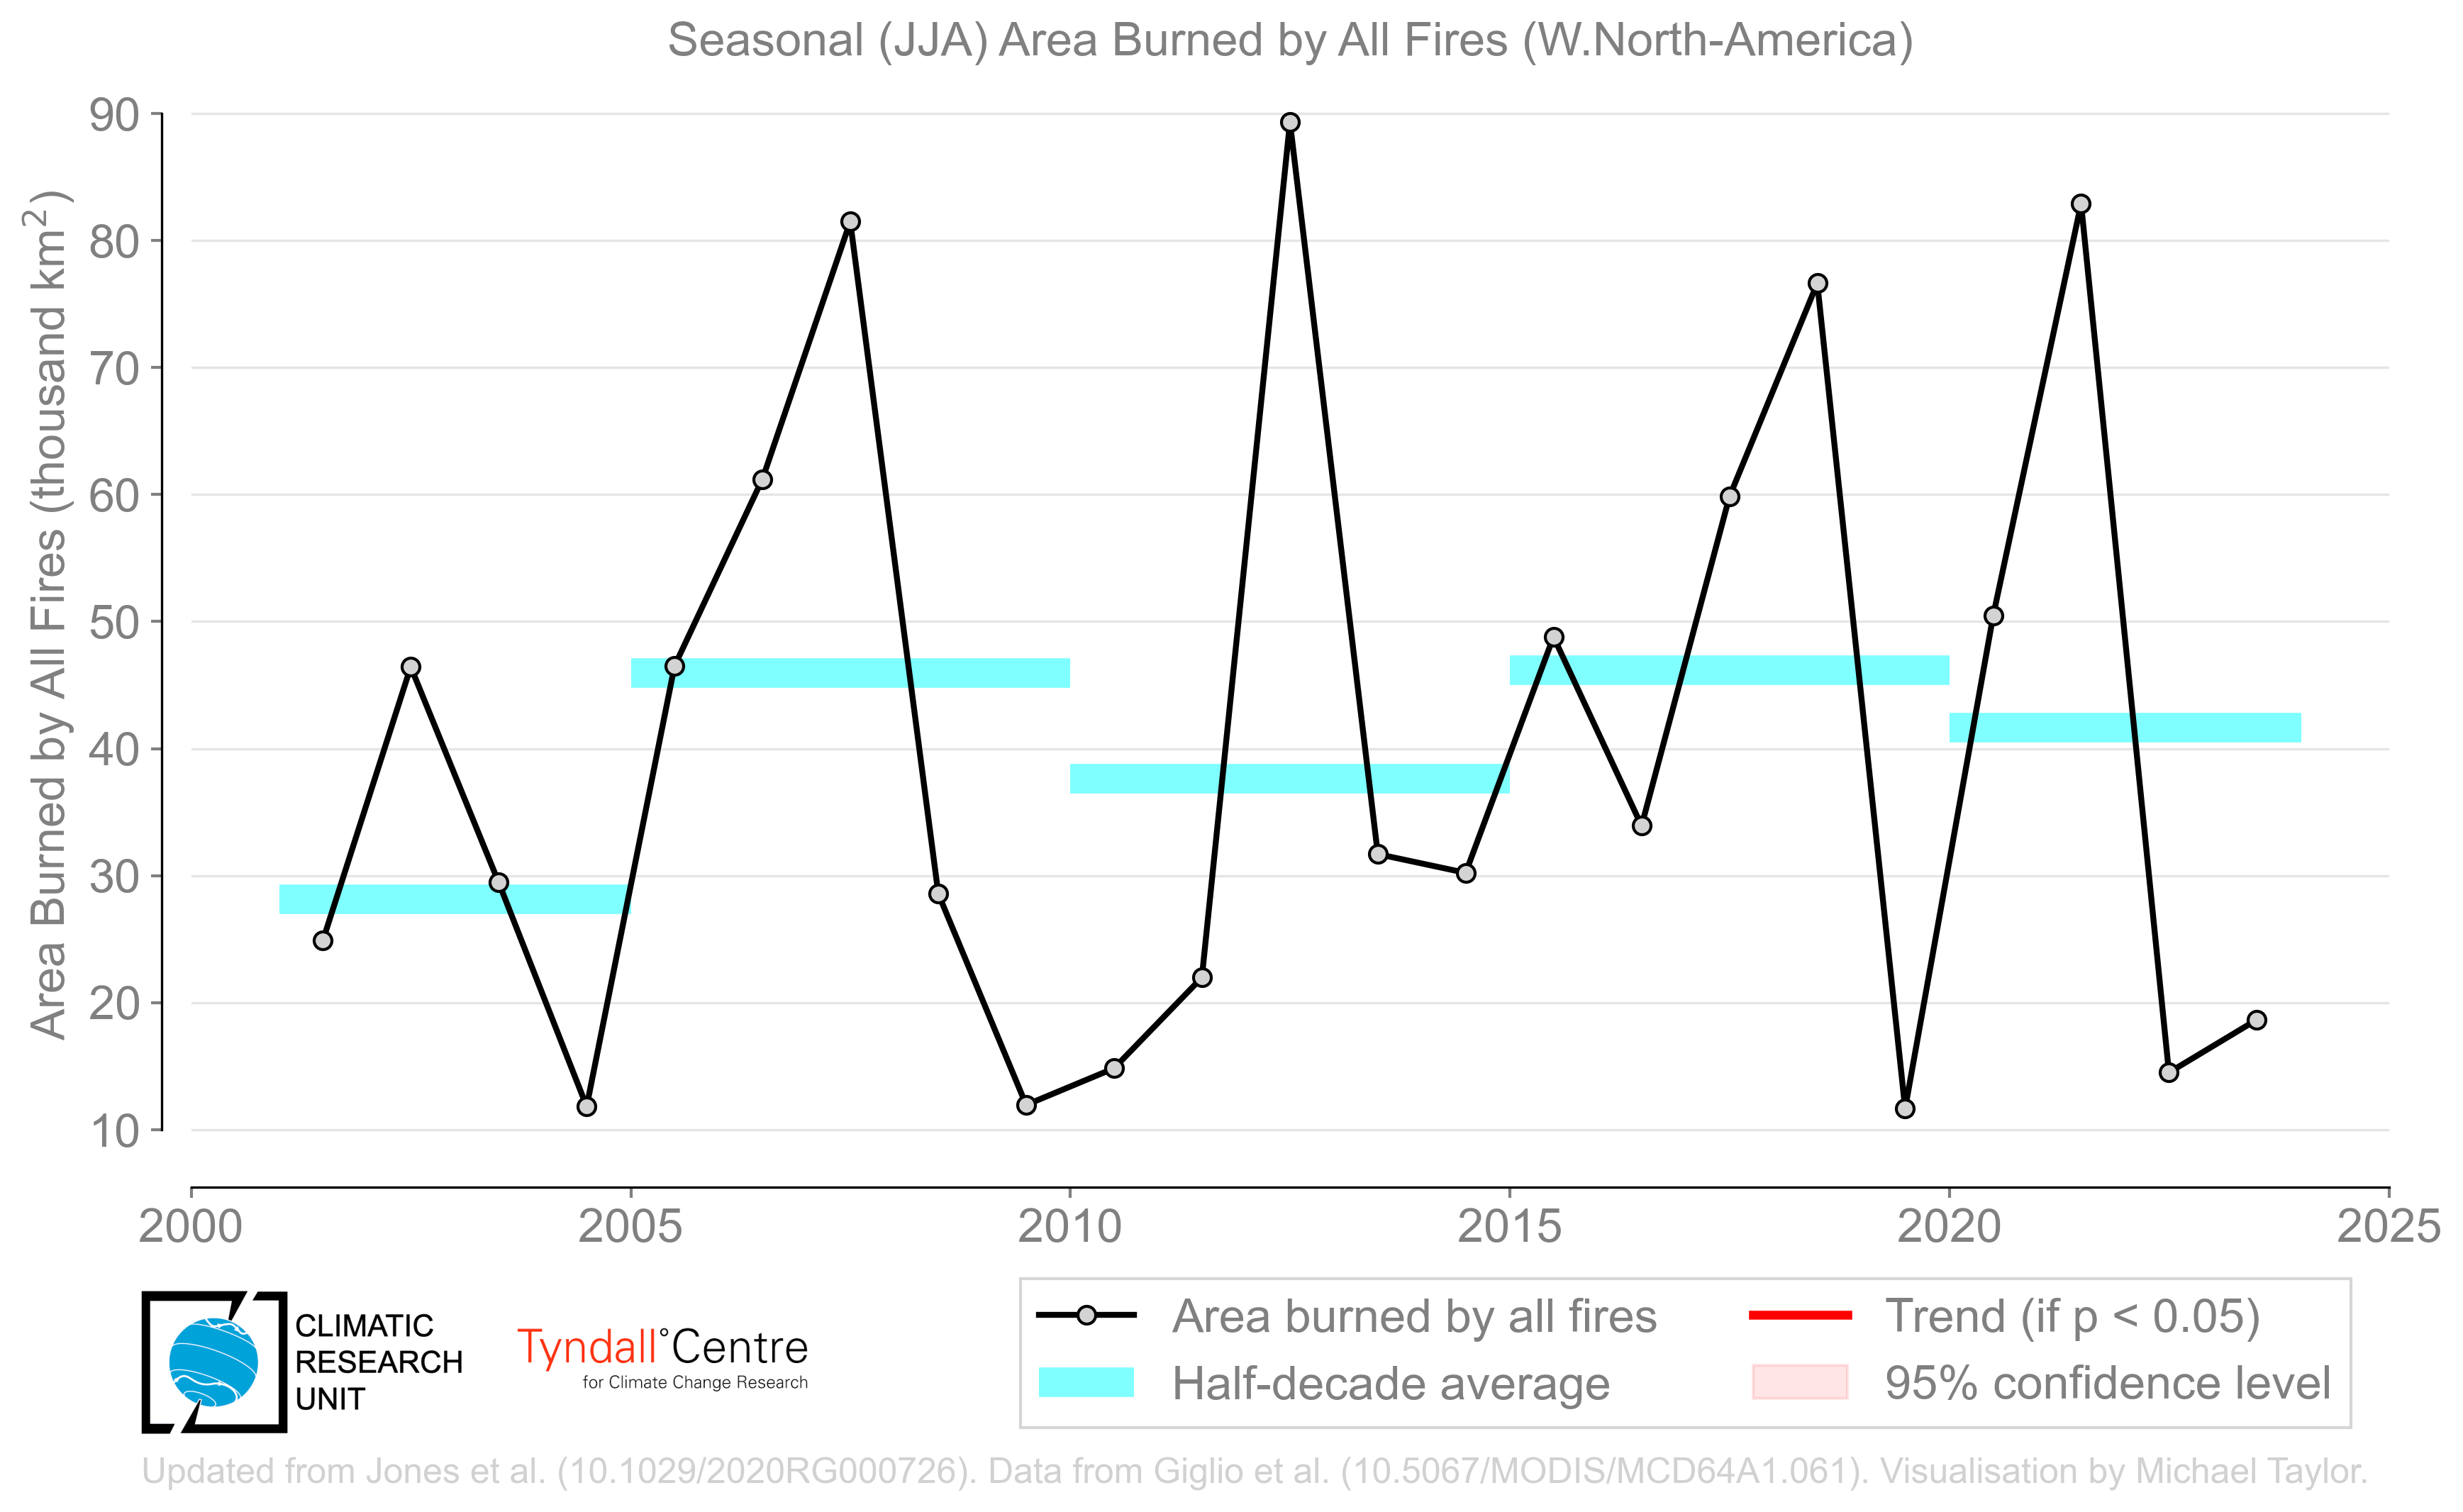 Seasonal (JJA) Area Burned by All Fires (W.North-America)
Area Burned by All Fires (thousand km²)
90
80
70
60
50
40
30
20
10
2000 2005 2010 2015 2020 2025
CLIMATIC
RESEARCH
UNIT
Tyndall°Centre
for Climate Change Research
Area burned by all fires
Half-decade average
Trend (if p < 0.05)
95% confidence level
Updated from Jones et al. (10.1029/2020RG000726). Data from Giglio et al. (10.5067/MODIS/MCD64A1.061). Visualisation by Michael Taylor.